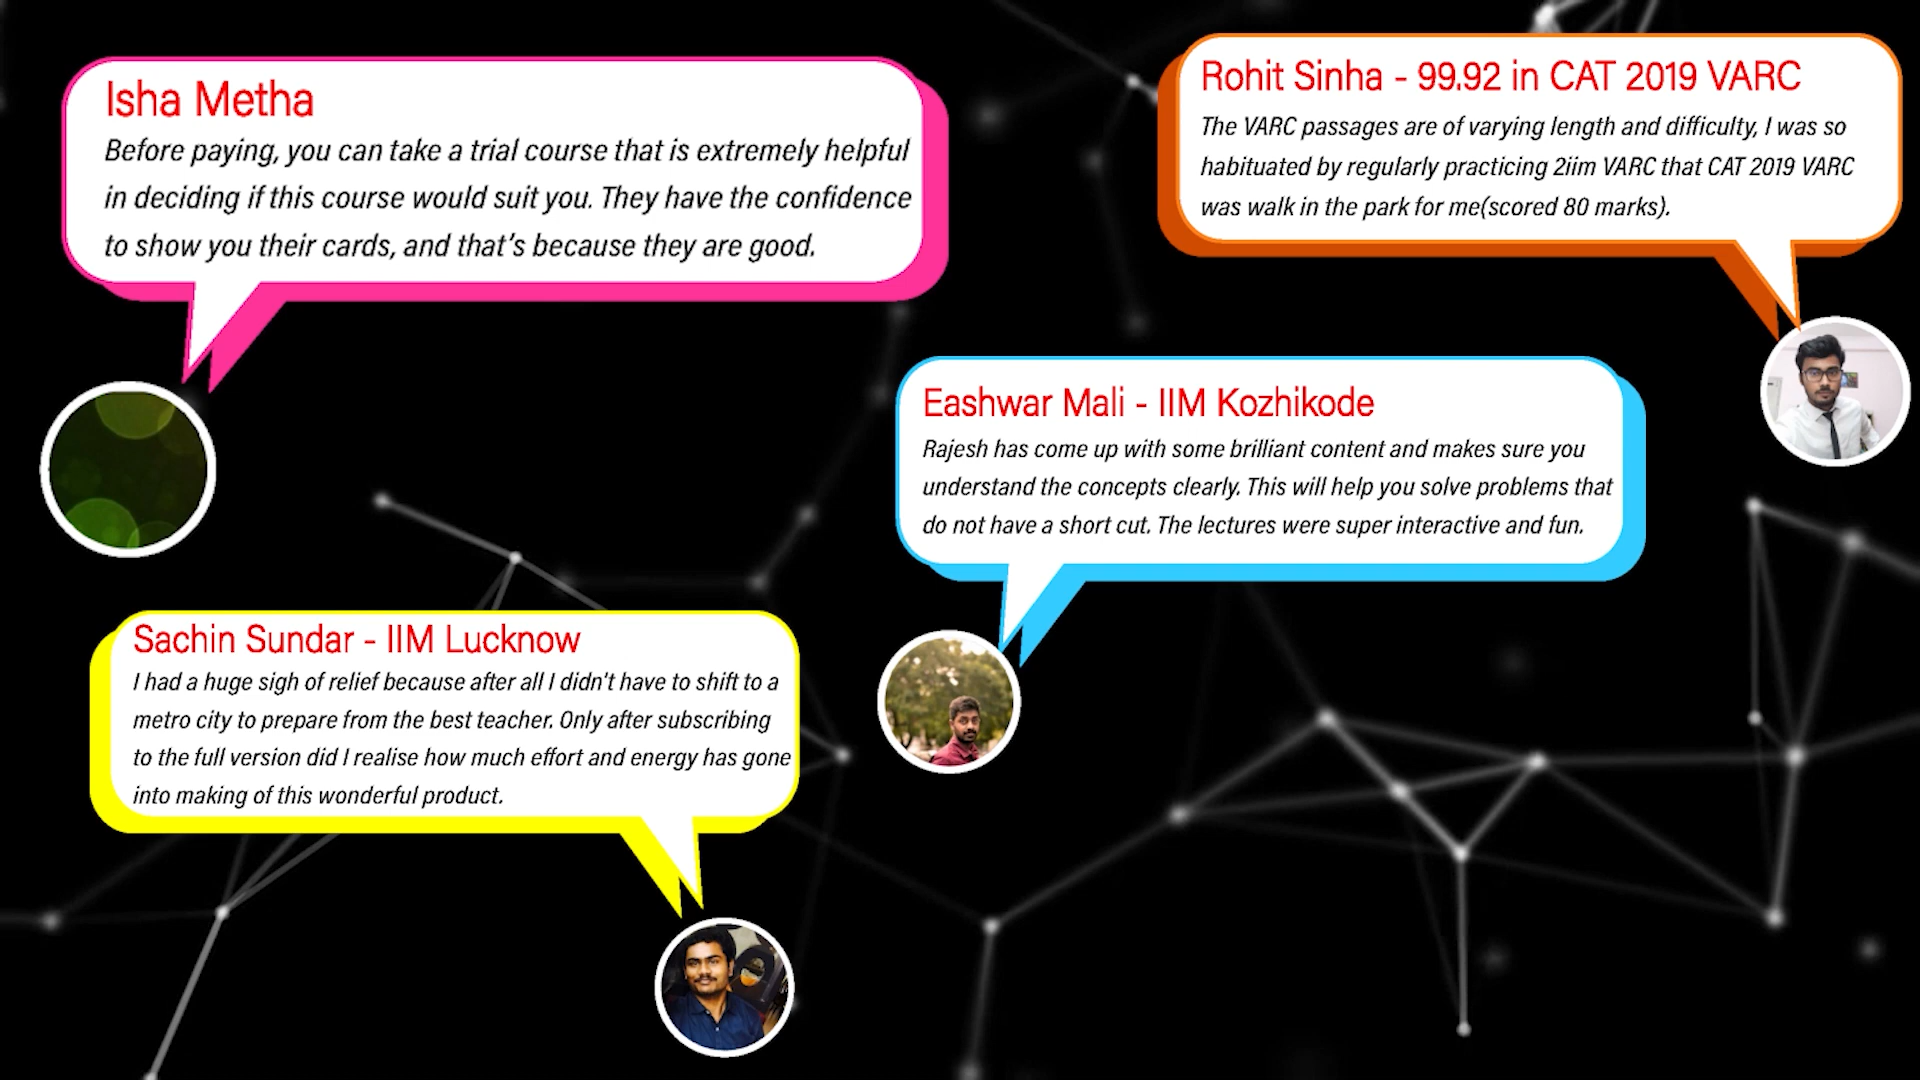 Isha Metha
Before paying, you can take a trial course that is extremely helpful
in deciding if this course would suit you. They have the confidence
to show you their cards, and that's because they are good.
Rohit Sinha - 99.92 in CAT 2019 VARC
The VARC passages are of varying length and difficulty, I was so
habituated by regularly practicing 2iim VARC that CAT 2019 VARC
was walk in the park for me(scored 80 marks).
Eashwar Mali - IIM Kozhikode
Rajesh has come up with some brilliant content and makes sure you
understand the concepts clearly. This will help you solve problems that
do not have a short cut. The lectures were super interactive and fun.
Sachin Sundar - IIM Lucknow
I had a huge sigh of relief because after all I didn't have to shift to a
metro city to prepare from the best teacher. Only after subscribing
to the full version did I realise how much effort and energy has gone
into making of this wonderful product.